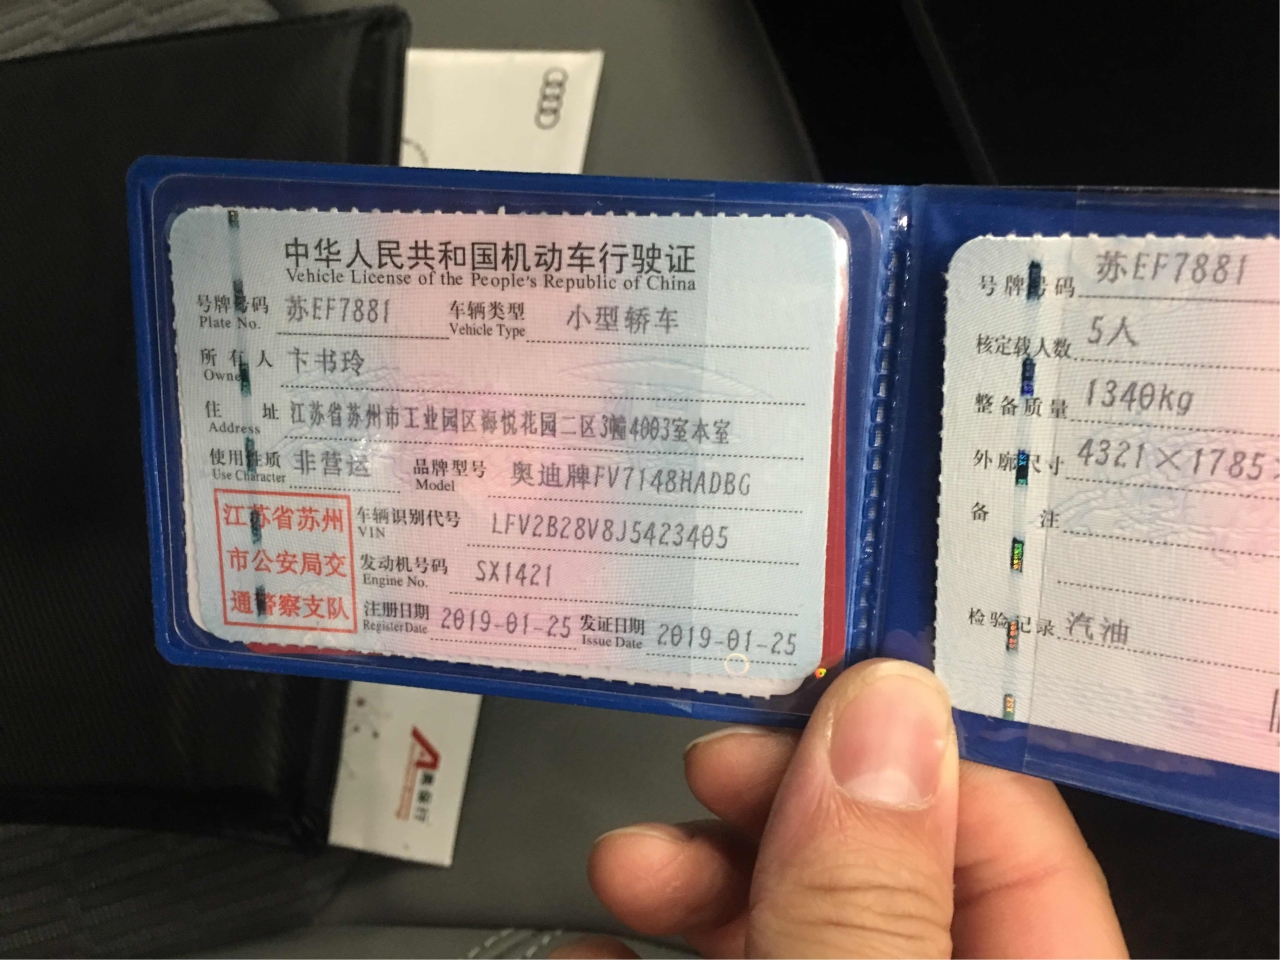 中华人民共和国机动车行驶证
Vehicle License of the People's Republic of China
号牌号码 苏EF7881 车辆类型 小型轿车
Plate No. Vehicle Type
所有人 卞书玲
Owner
住址 江苏省苏州市工业园区海悦花园二区3幢4003室本室
Address
使用性质 非营运 品牌型号 奥迪牌FV7148HADBG
Use Character Model
江苏省苏州
市公安局交
通警察支队
车辆识别代号 LFV2B28V8J5423405
VIN
发动机号码 SX1421
Engine No.
注册日期 2019-01-25 发证日期 2019-01-25
Register Date Issue Date
号牌号码 苏EF7881
核定载人数 5人
整备质量 1340kg
外廓尺寸 4321×1785
备注
检验记录 汽油